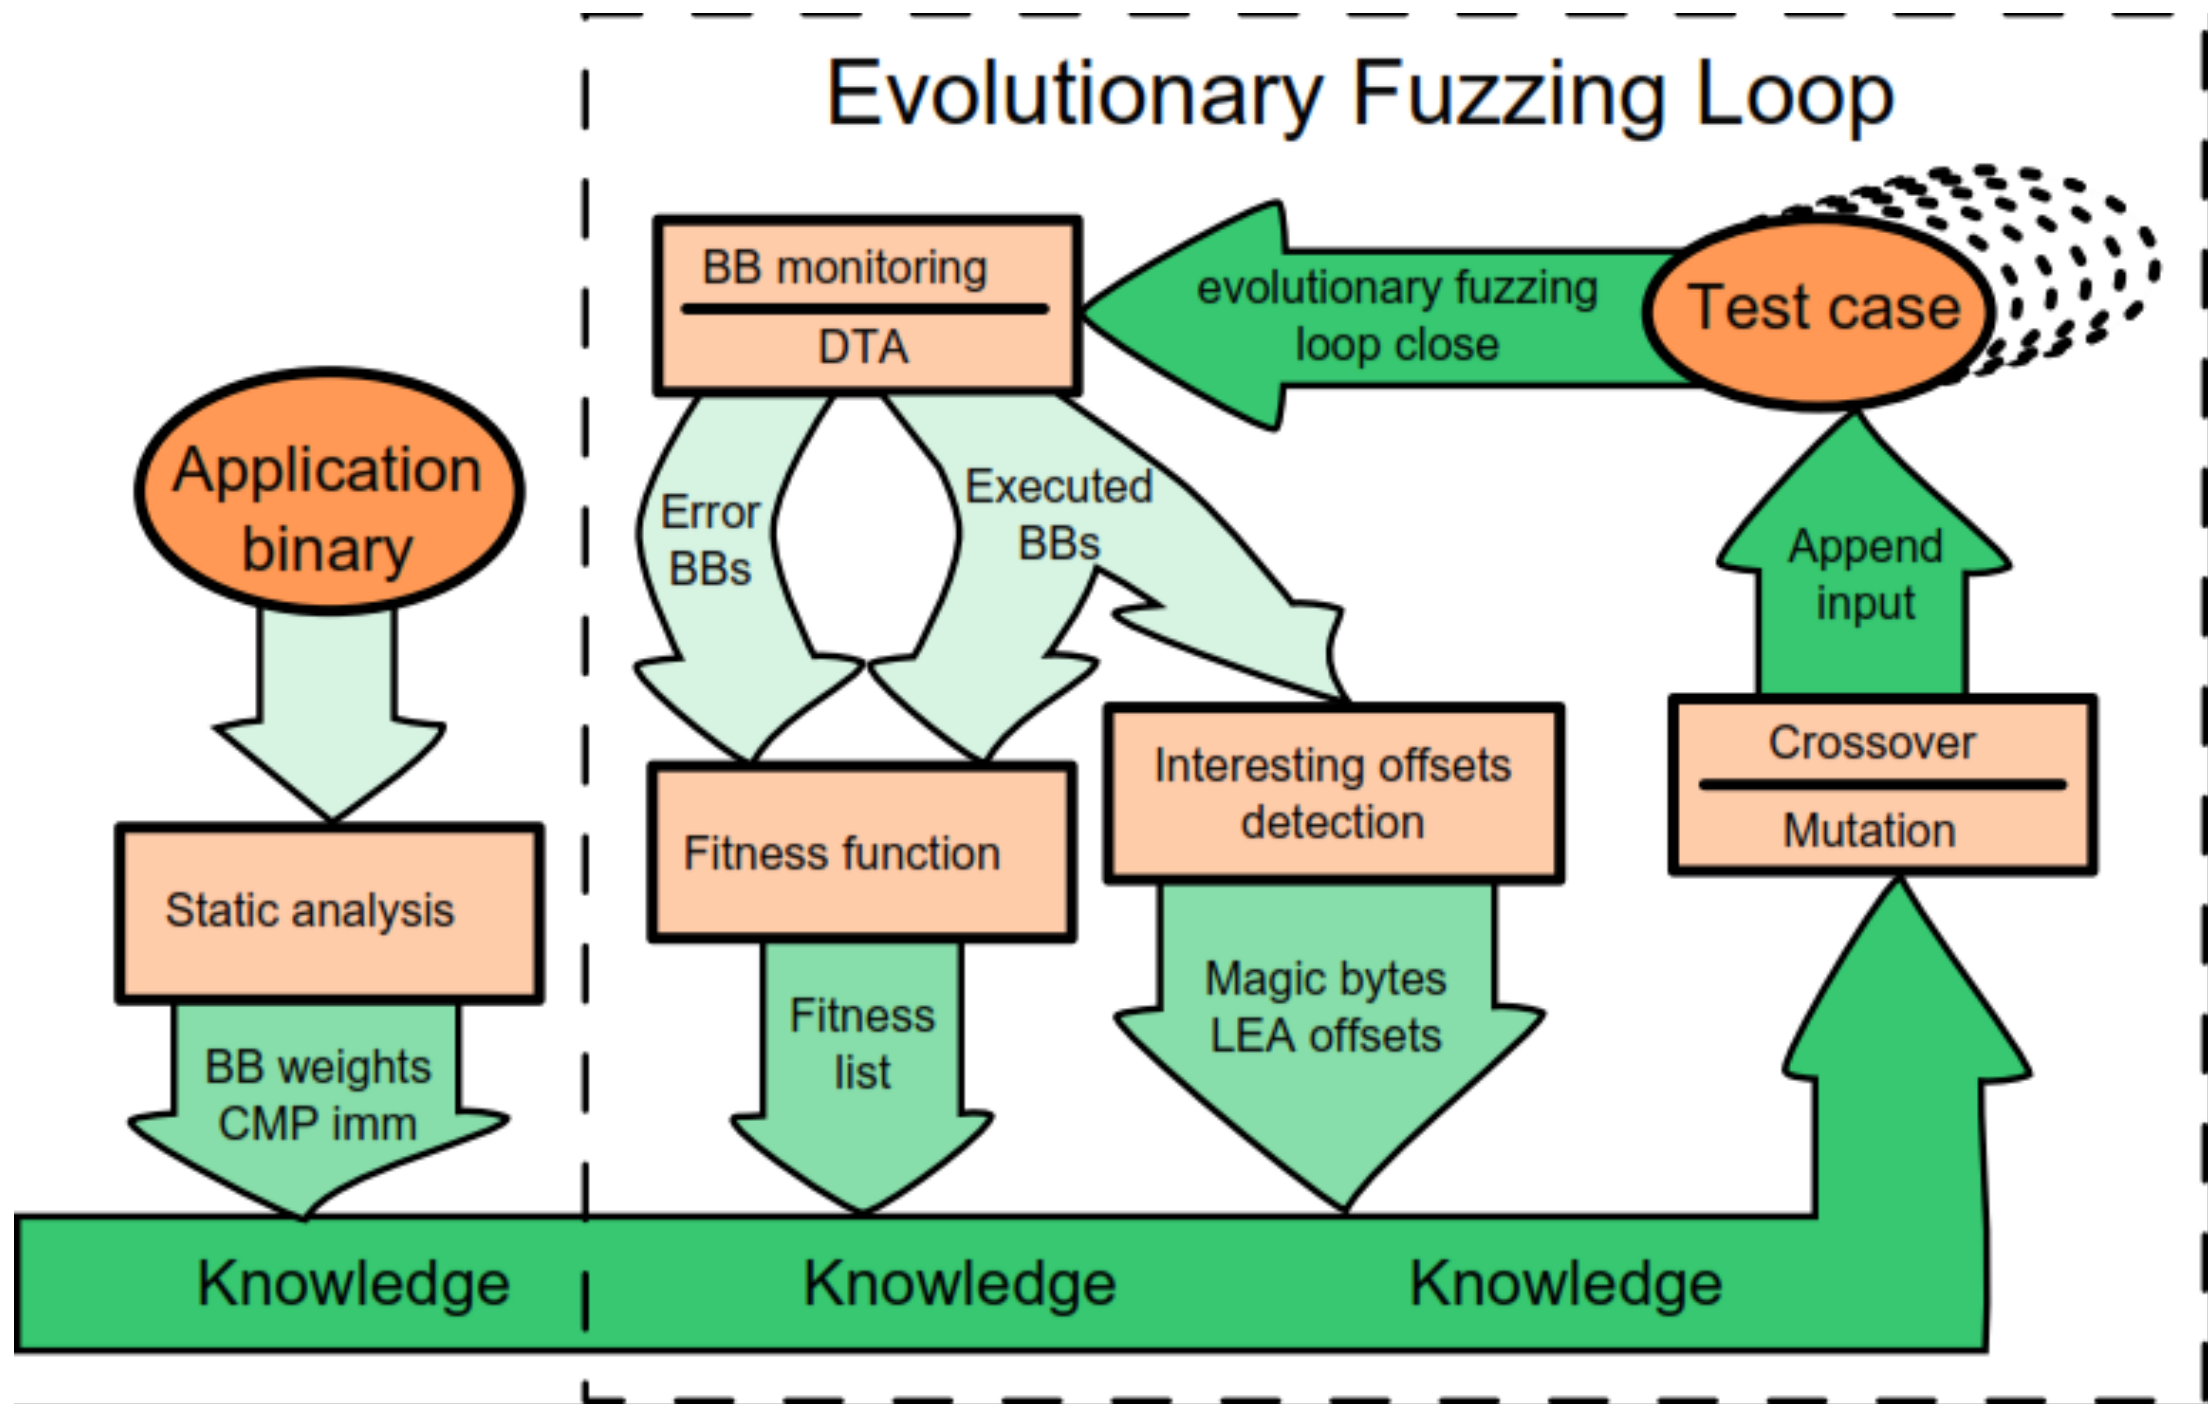 Evolutionary Fuzzing Loop
BB monitoring
DTA
evolutionary fuzzing
loop close
Test case
Application
binary
Error
BBs
Executed
BBs
Append
input
Static analysis
Fitness function
Interesting offsets
detection
Crossover
Mutation
BB weights
CMP imm
Fitness
list
Magic bytes
LEA offsets
Knowledge
Knowledge
Knowledge